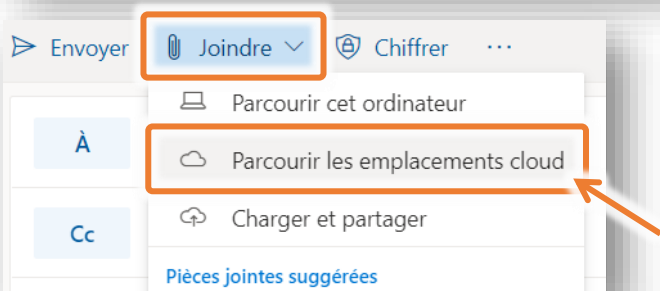 Envoyer Joindre Chiffrer ...
Parcourir cet ordinateur
À
Parcourir les emplacements cloud
Charger et partager
Cc
Pièces jointes suggérées